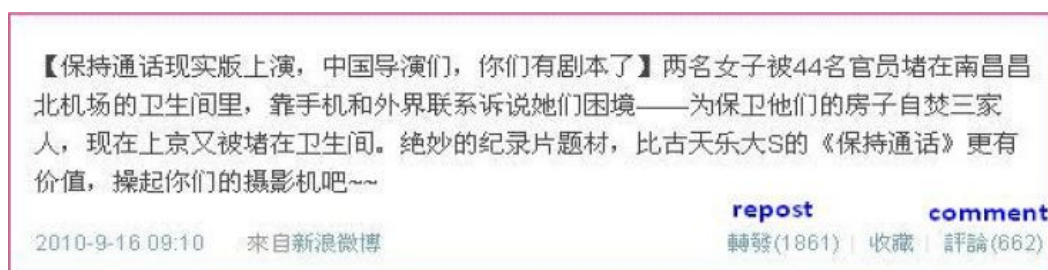 【保持通话现实版上演，中国导演们，你们有剧本了】两名女子被44名官员堵在南昌昌
北机场的卫生间里，靠手机和外界联系诉说她们困境——为保卫他们的房子自焚三家
人，现在上京又被堵在卫生间。绝妙的纪录片题材，比古天乐大S的《保持通话》更有
价值，操起你们的摄影机吧~~
repost comment
2010-9-16 09:10 來自新浪微博 轉發(1861) | 收藏 | 評論(662)